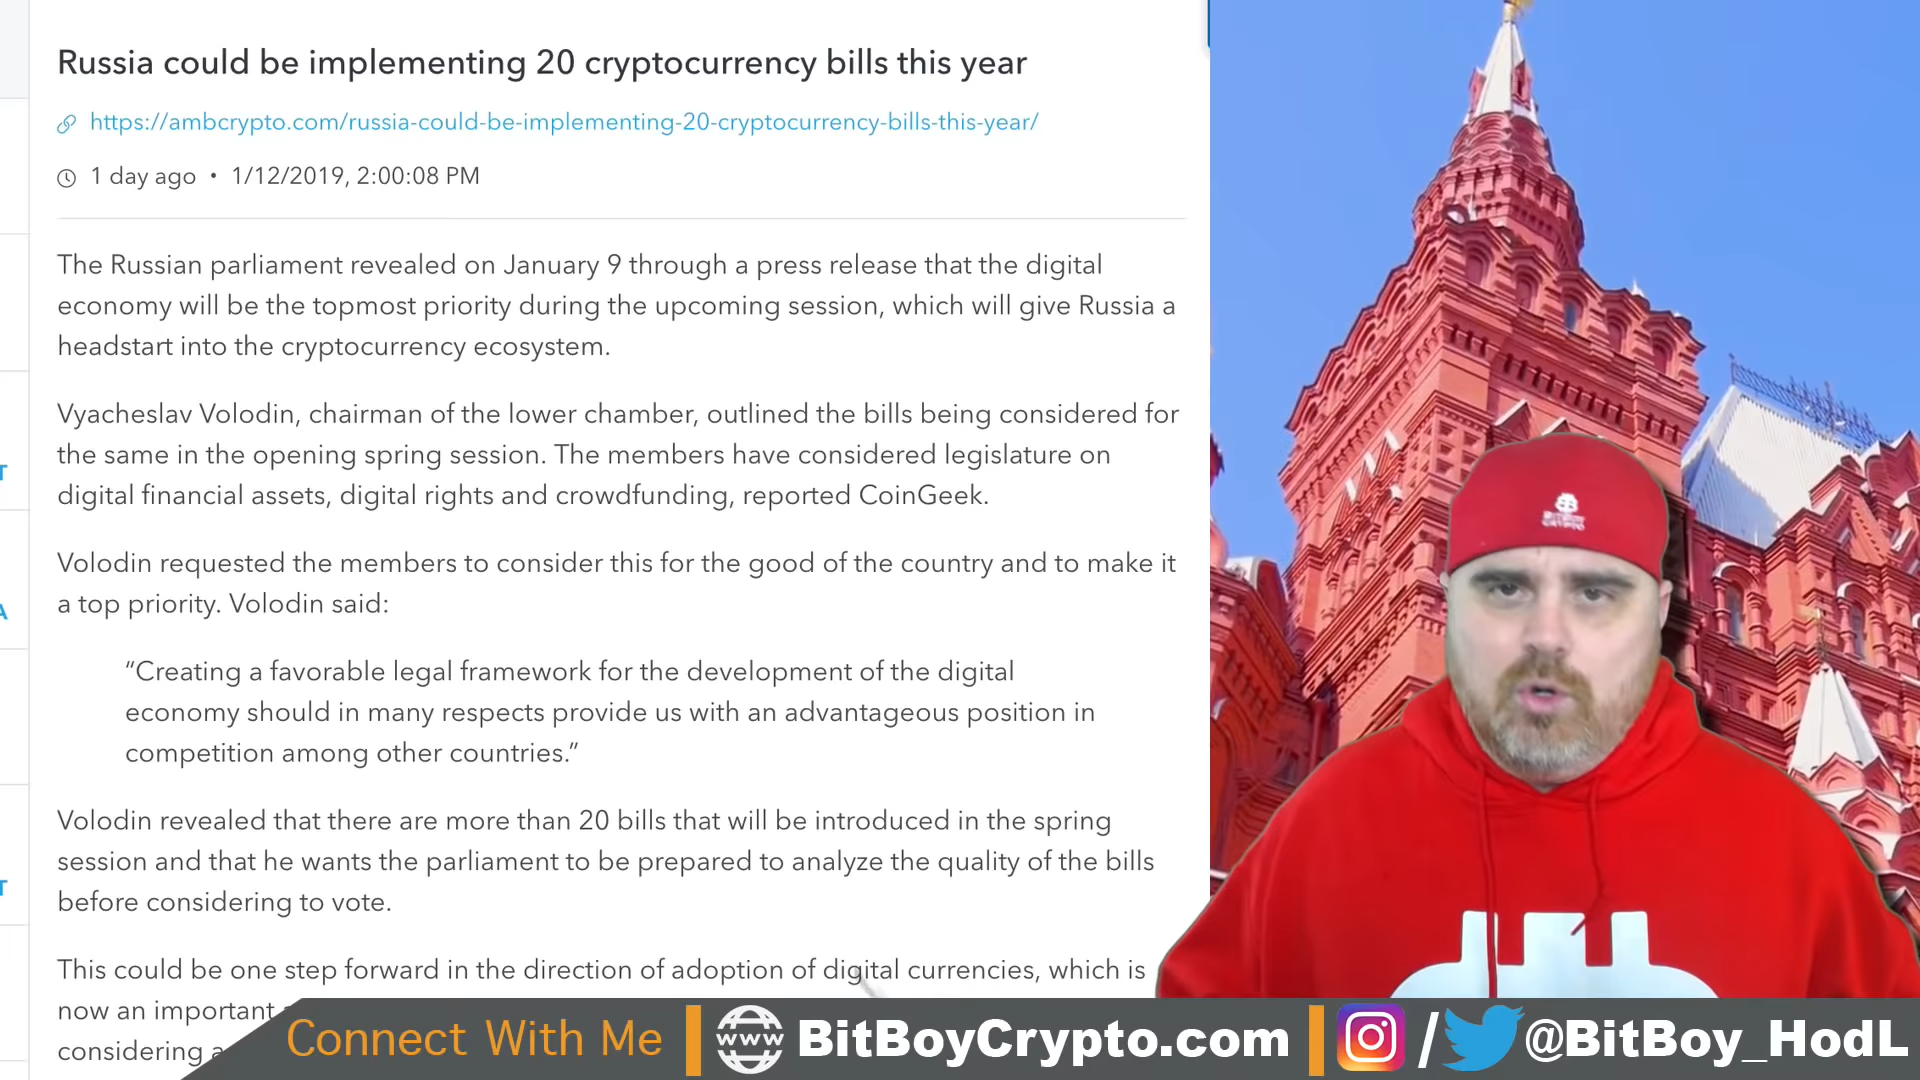 Russia could be implementing 20 cryptocurrency bills this year
https://ambcrypto.com/russia-could-be-implementing-20-cryptocurrency-bills-this-year/
1 day ago • 1/12/2019, 2:00:08 PM
The Russian parliament revealed on January 9 through a press release that the digital
economy will be the topmost priority during the upcoming session, which will give Russia a
headstart into the cryptocurrency ecosystem.
Vyacheslav Volodin, chairman of the lower chamber, outlined the bills being considered for
the same in the opening spring session. The members have considered legislature on
digital financial assets, digital rights and crowdfunding, reported CoinGeek.
Volodin requested the members to consider this for the good of the country and to make it
a top priority. Volodin said:
“Creating a favorable legal framework for the development of the digital
economy should in many respects provide us with an advantageous position in
competition among other countries.”
Volodin revealed that there are more than 20 bills that will be introduced in the spring
session and that he wants the parliament to be prepared to analyze the quality of the bills
before considering to vote.
This could be one step forward in the direction of adoption of digital currencies, which is
now an important
considering
T
A
T
BITBOY
CRYPTO
Connect With Me
www
BitBoyCrypto.com
/
@BitBoy_HodL